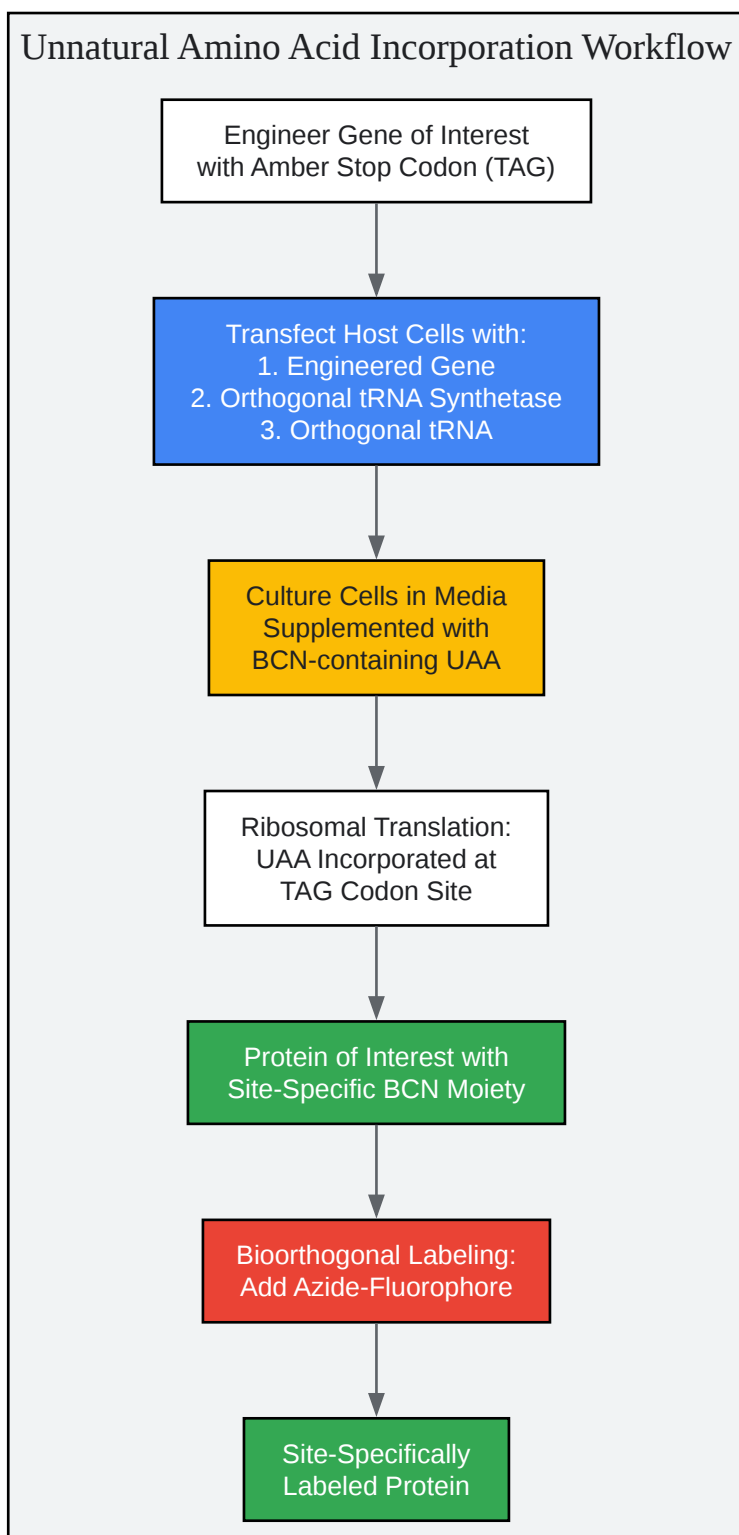 Unnatural Amino Acid Incorporation Workflow
Engineer Gene of Interest
with Amber Stop Codon (TAG)
Transfect Host Cells with:
1. Engineered Gene
2. Orthogonal tRNA Synthetase
3. Orthogonal tRNA
Culture Cells in Media
Supplemented with
BCN-containing UAA
Ribosomal Translation:
UAA Incorporated at
TAG Codon Site
Protein of Interest with
Site-Specific BCN Moiety
Bioorthogonal Labeling:
Add Azide-Fluorophore
Site-Specifically
Labeled Protein